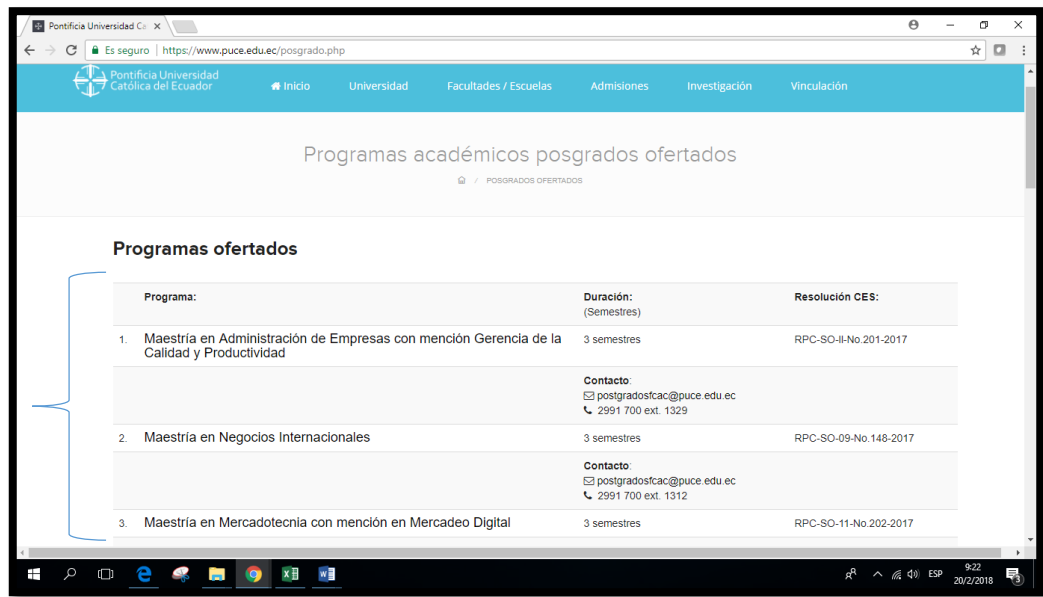 Pontificia Universidad Ca
Es seguro | https://www.puce.edu.ec/posgrado.php
Pontificia Universidad
Católica del Ecuador
Inicio Universidad Facultades / Escuelas Admisiones Investigación Vinculación
Programas académicos posgrados ofertados
/ POSGRADOS OFERTADOS
Programas ofertados
Programa: Duración: Resolución CES:
(Semestres)
1. Maestría en Administración de Empresas con mención Gerencia de la 3 semestres RPC-SO-II-No.201-2017
Calidad y Productividad
Contacto:
postgradosfcac@puce.edu.ec
2991 700 ext. 1329
2. Maestría en Negocios Internacionales 3 semestres RPC-SO-09-No.148-2017
Contacto:
postgradosfcac@puce.edu.ec
2991 700 ext. 1312
3. Maestría en Mercadotecnia con mención en Mercadeo Digital 3 semestres RPC-SO-11-No.202-2017
ESP 9:22
20/2/2018 3